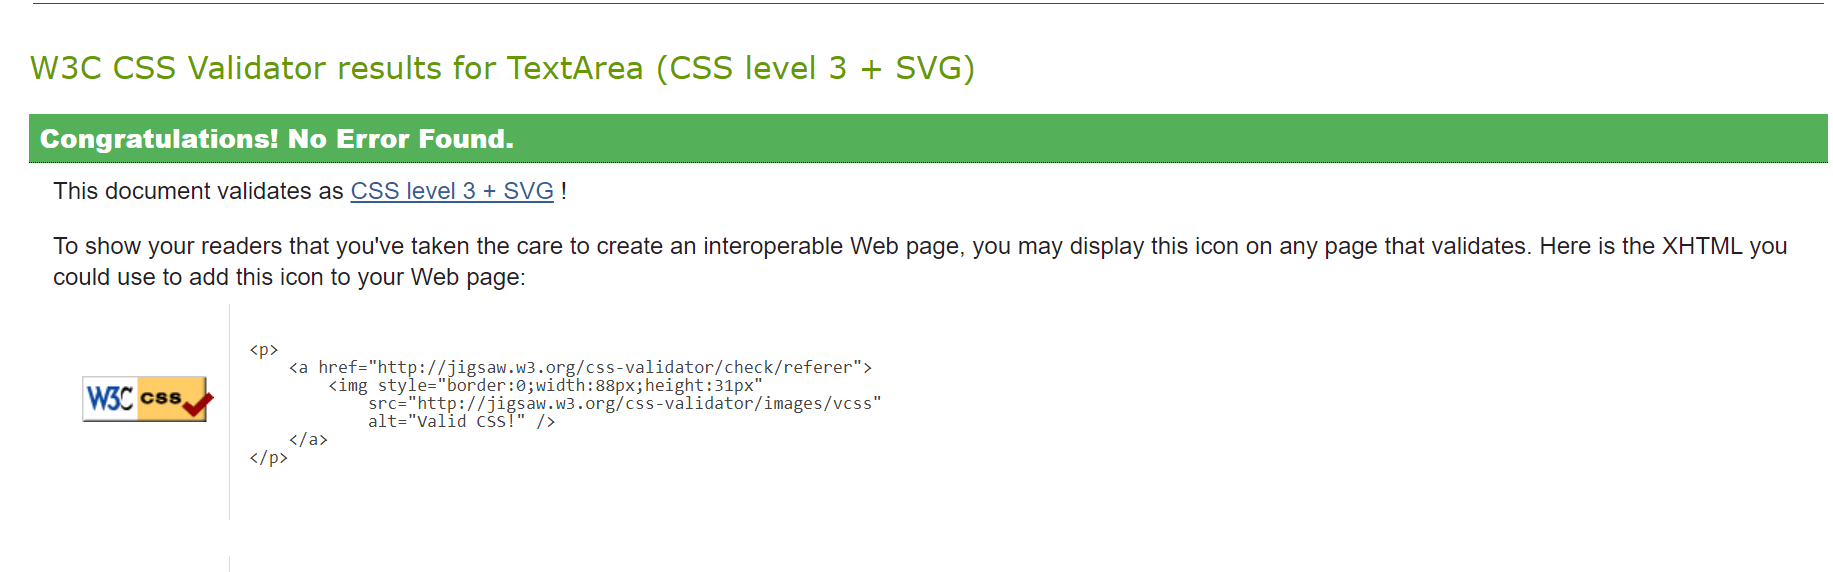 W3C CSS Validator results for TextArea (CSS level 3 + SVG)
Congratulations! No Error Found.
This document validates as CSS level 3 + SVG !
To show your readers that you've taken the care to create an interoperable Web page, you may display this icon on any page that validates. Here is the XHTML you
could use to add this icon to your Web page:
W3C css
<p>
    <a href="http://jigsaw.w3.org/css-validator/check/referer">
        <img style="border:0;width:88px;height:31px"
            src="http://jigsaw.w3.org/css-validator/images/vcss"
            alt="Valid CSS!" />
    </a>
</p>